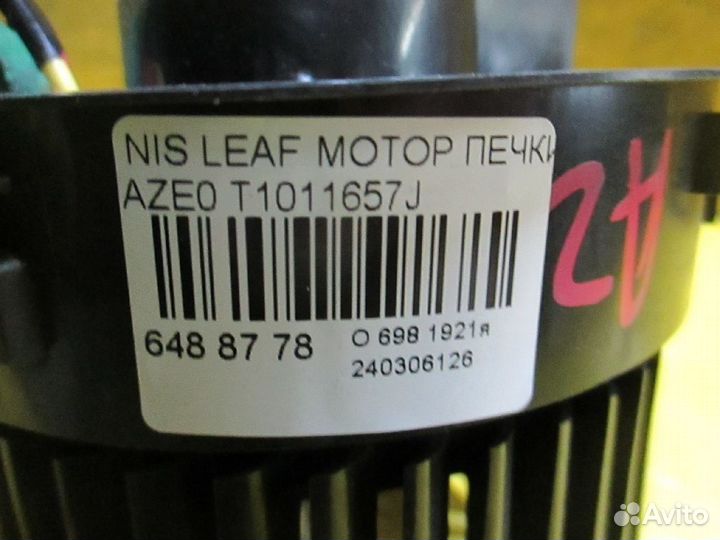 NIS LEAF МОТОР ПЕЧКИ
AZE0 T1011657J
648 87 78
О 698 1921я
240306126
A2
Avito